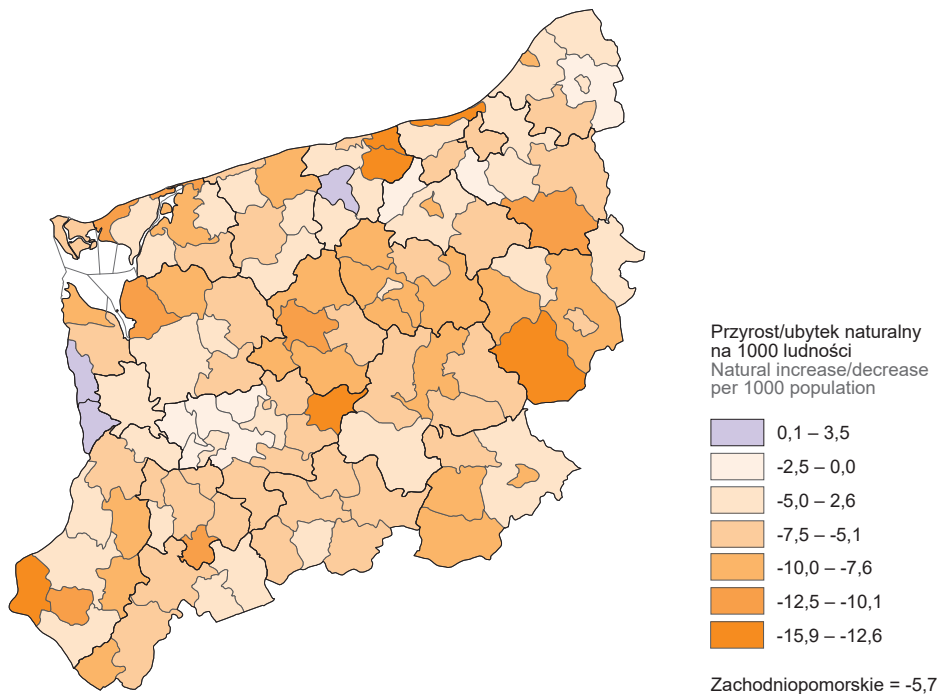 Przyrost/ubytek naturalny
na 1000 ludności
Natural increase/decrease
per 1000 population
0,1 – 3,5
-2,5 – 0,0
-5,0 – 2,6
-7,5 – -5,1
-10,0 – -7,6
-12,5 – -10,1
-15,9 – -12,6
Zachodniopomorskie = -5,7